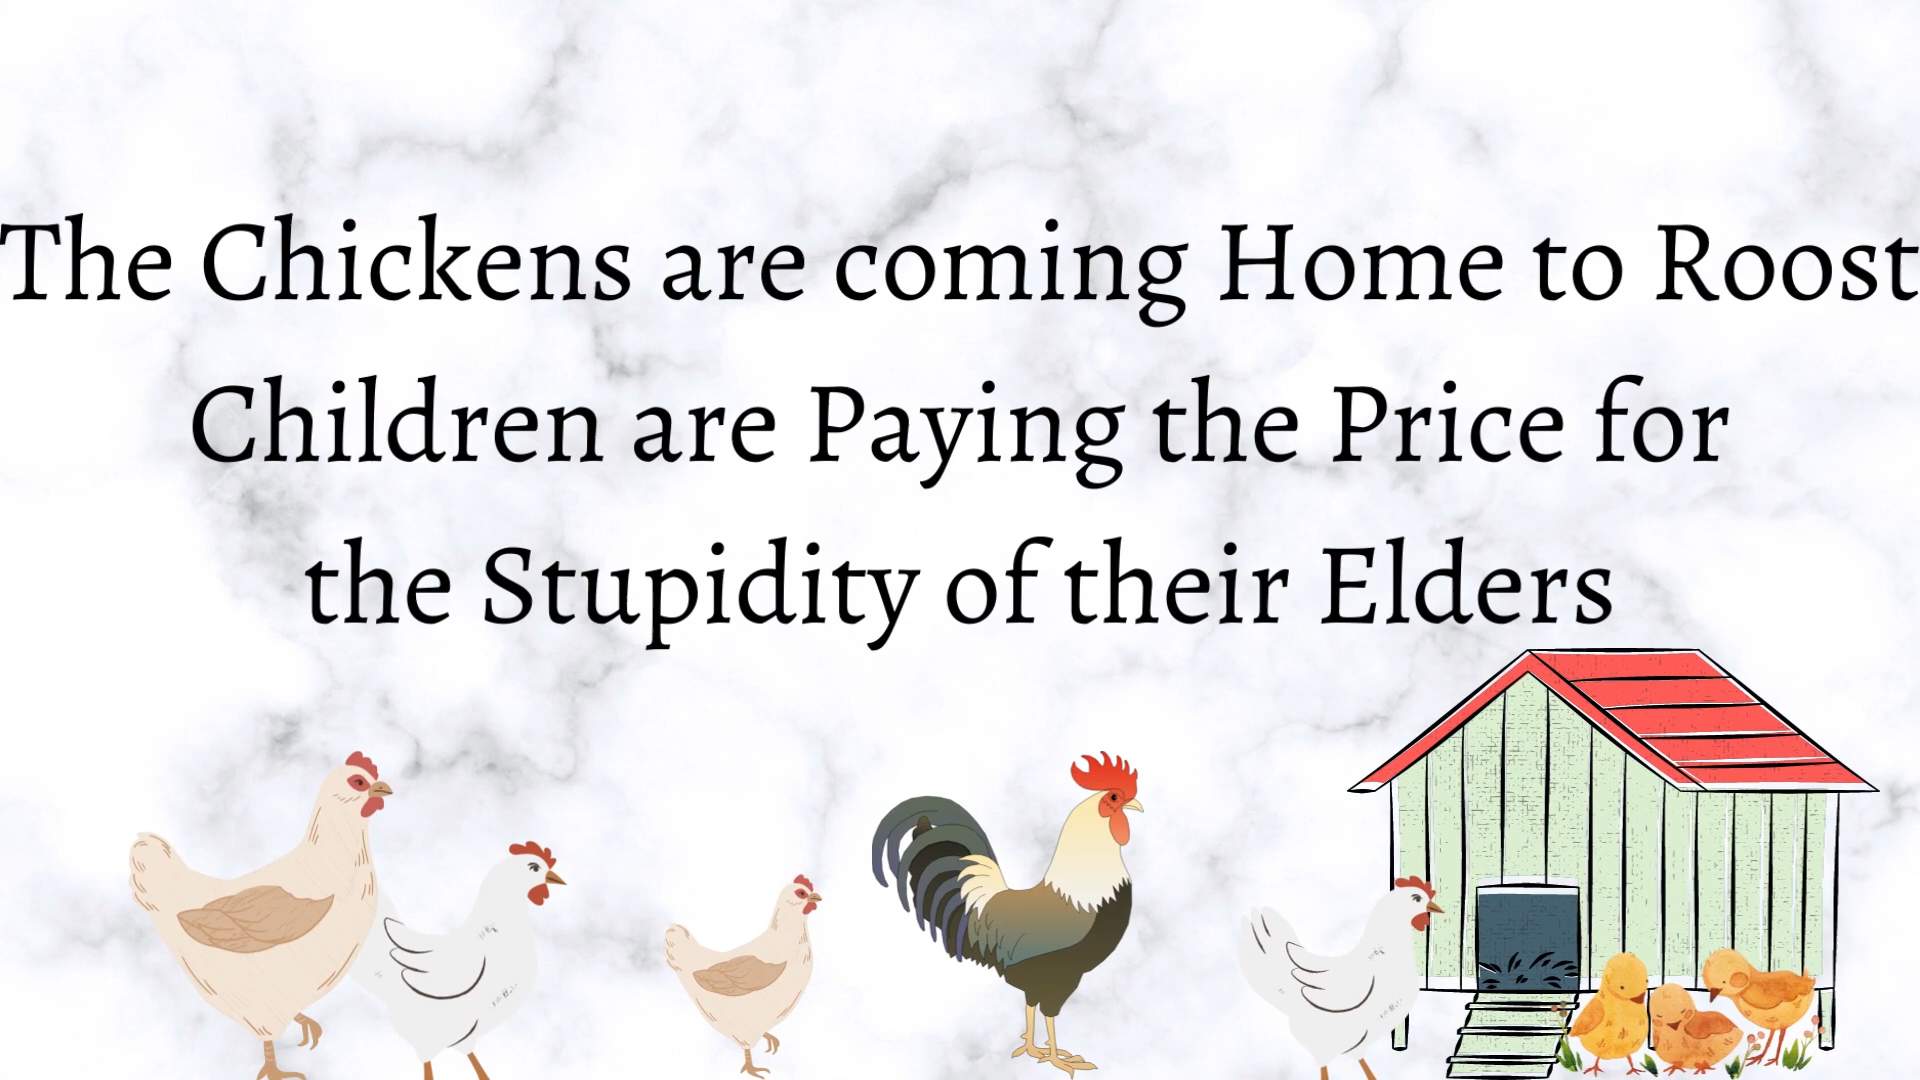 The Chickens are coming Home to Roost
Children are Paying the Price for
the Stupidity of their Elders